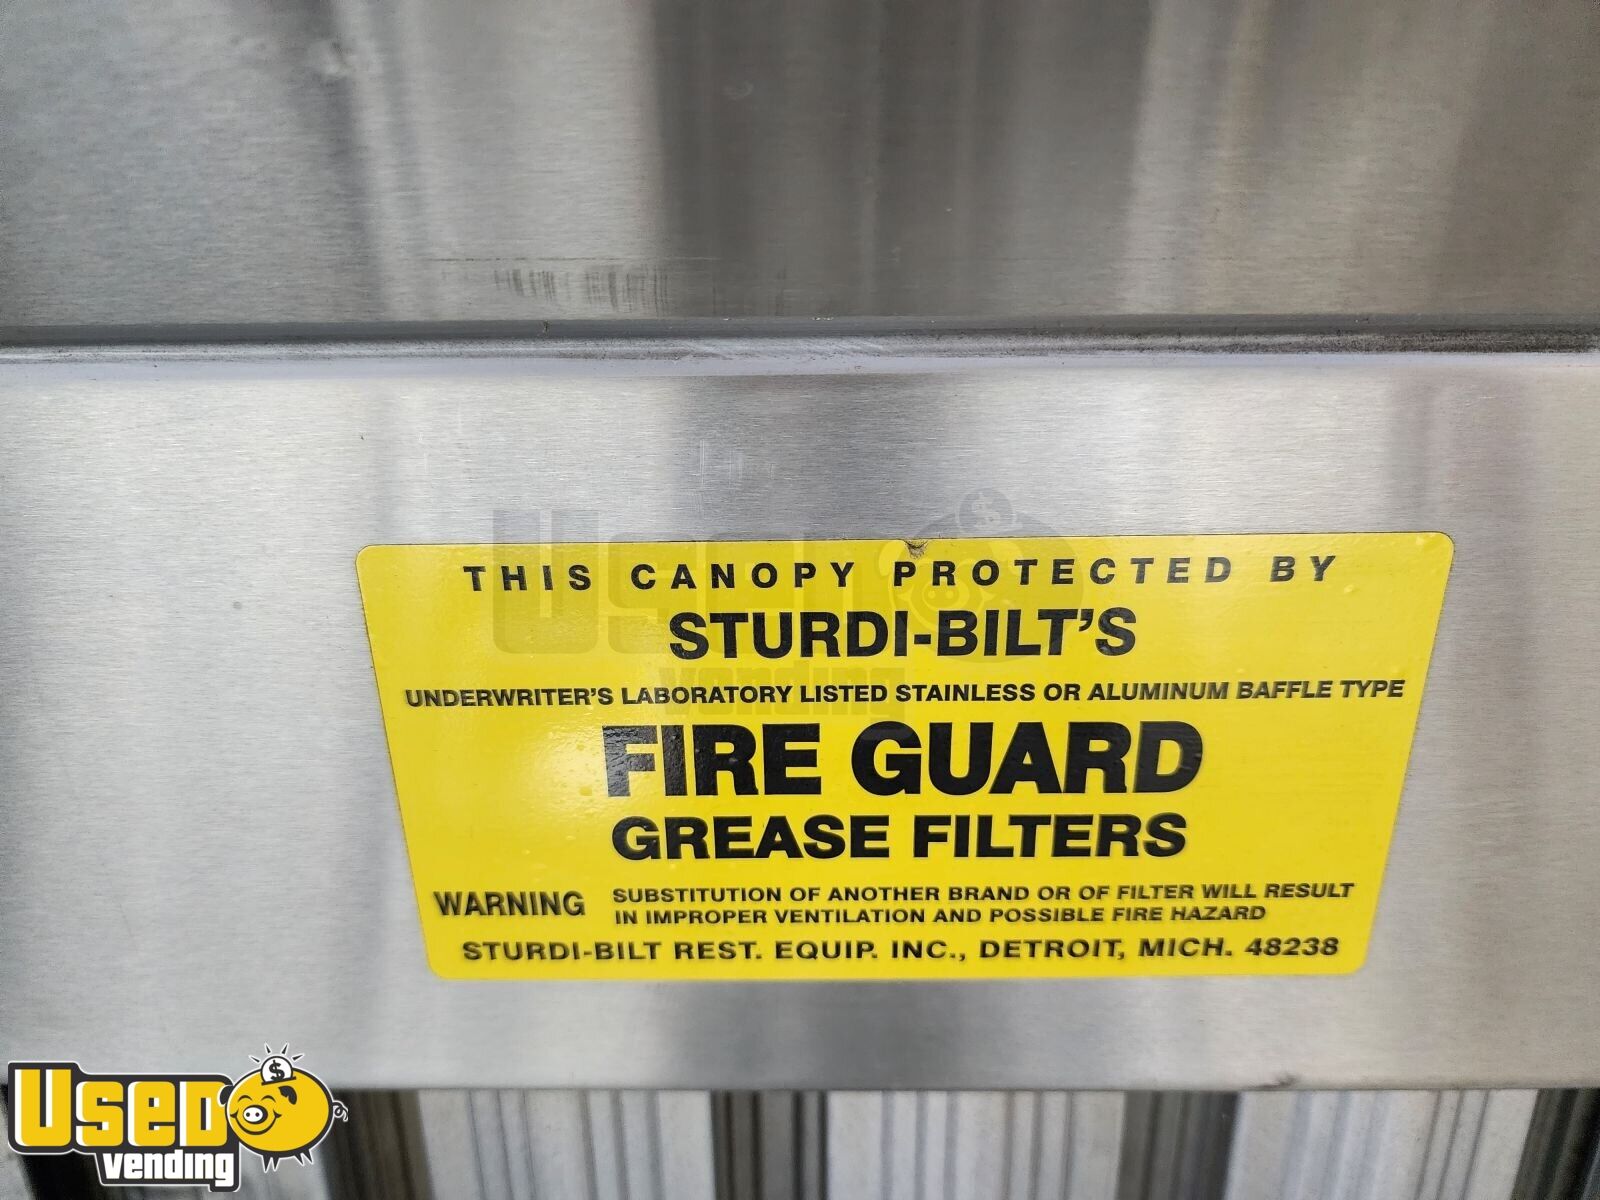 THIS CANOPY PROTECTED BY
STURDI-BILT'S
UNDERWRITER'S LABORATORY LISTED STAINLESS OR ALUMINUM BAFFLE TYPE
FIRE GUARD
GREASE FILTERS
WARNING SUBSTITUTION OF ANOTHER BRAND OR OF FILTER WILL RESULT
IN IMPROPER VENTILATION AND POSSIBLE FIRE HAZARD
STURDI-BILT REST. EQUIP. INC., DETROIT, MICH. 48238
USED
vending
$
USED
vending
$